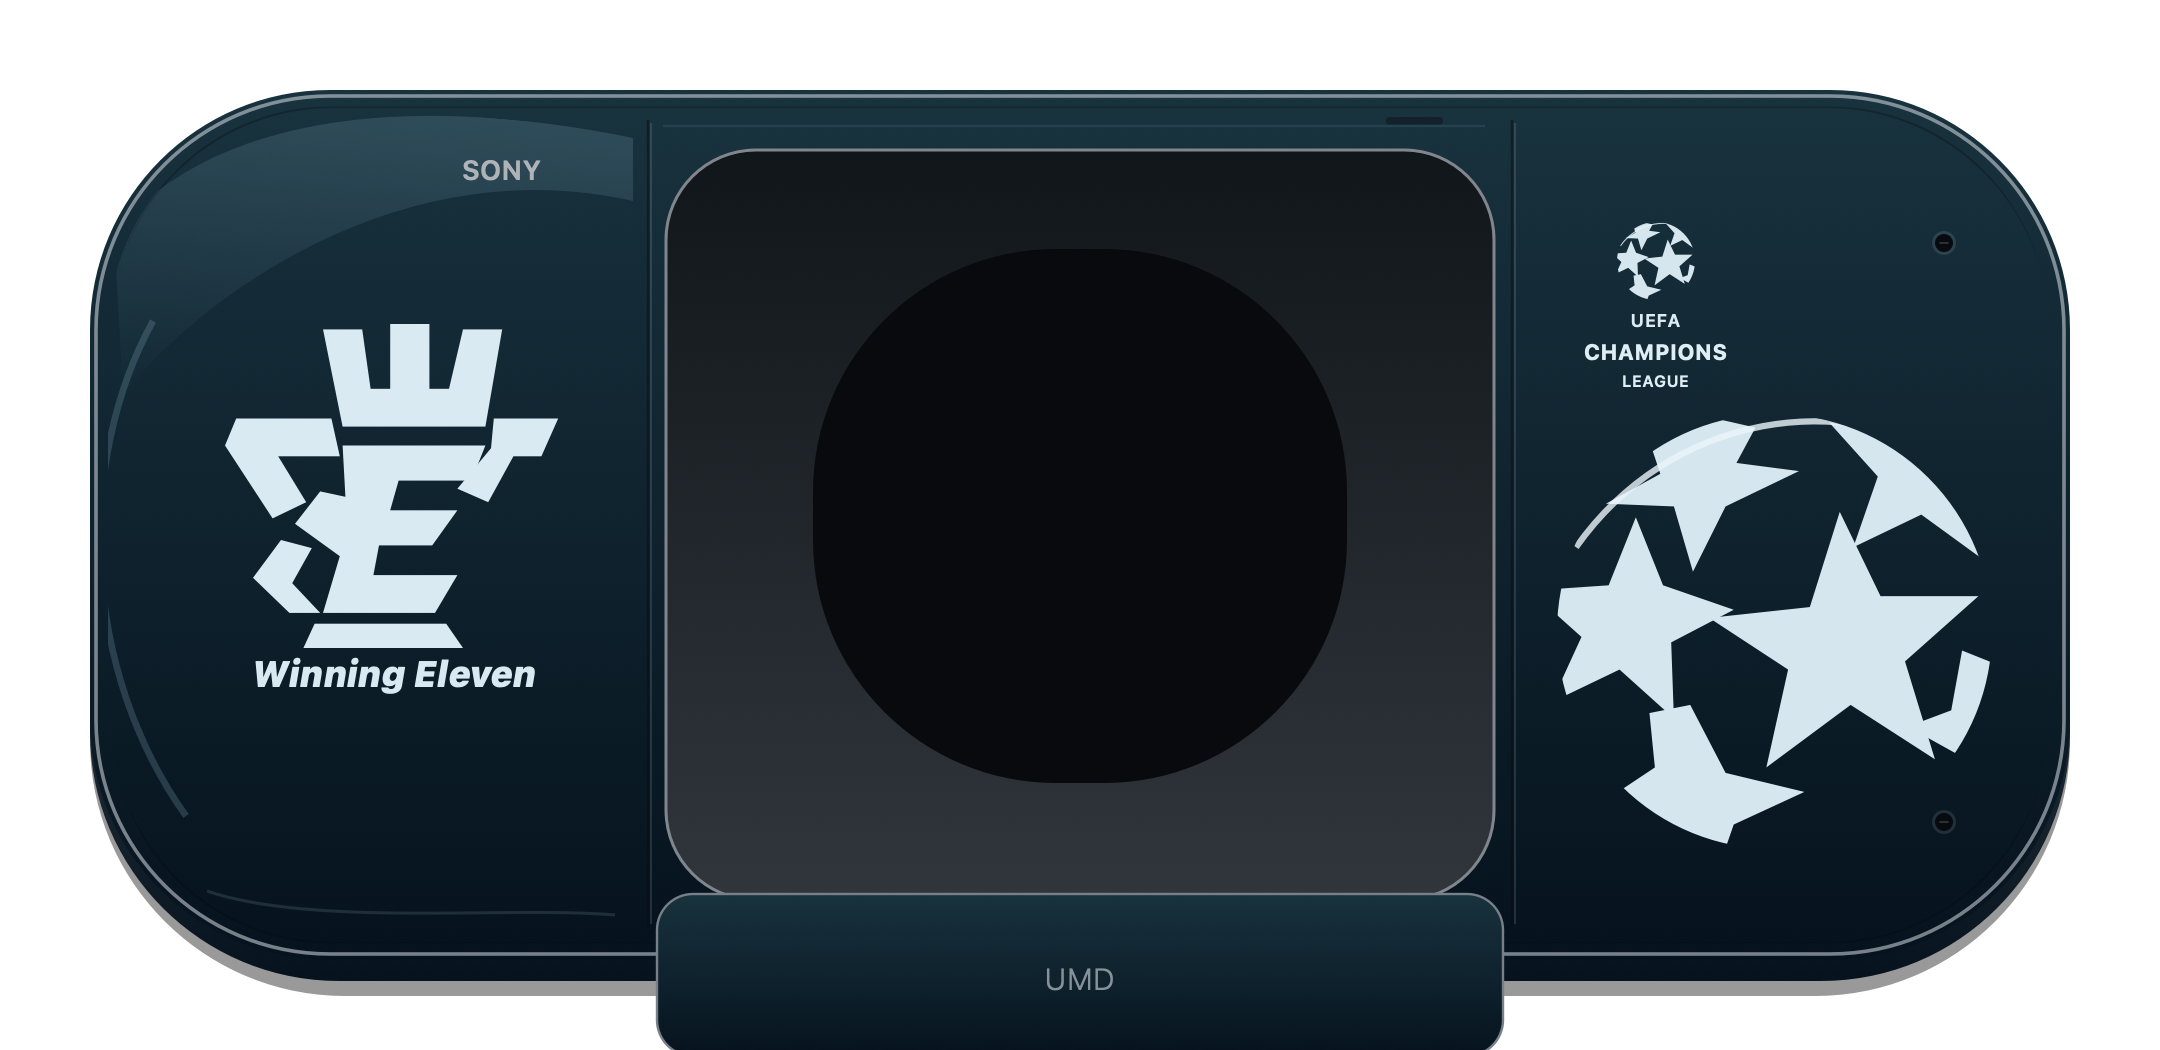 SONY
Winning Eleven
UEFA
CHAMPIONS
LEAGUE
UMD